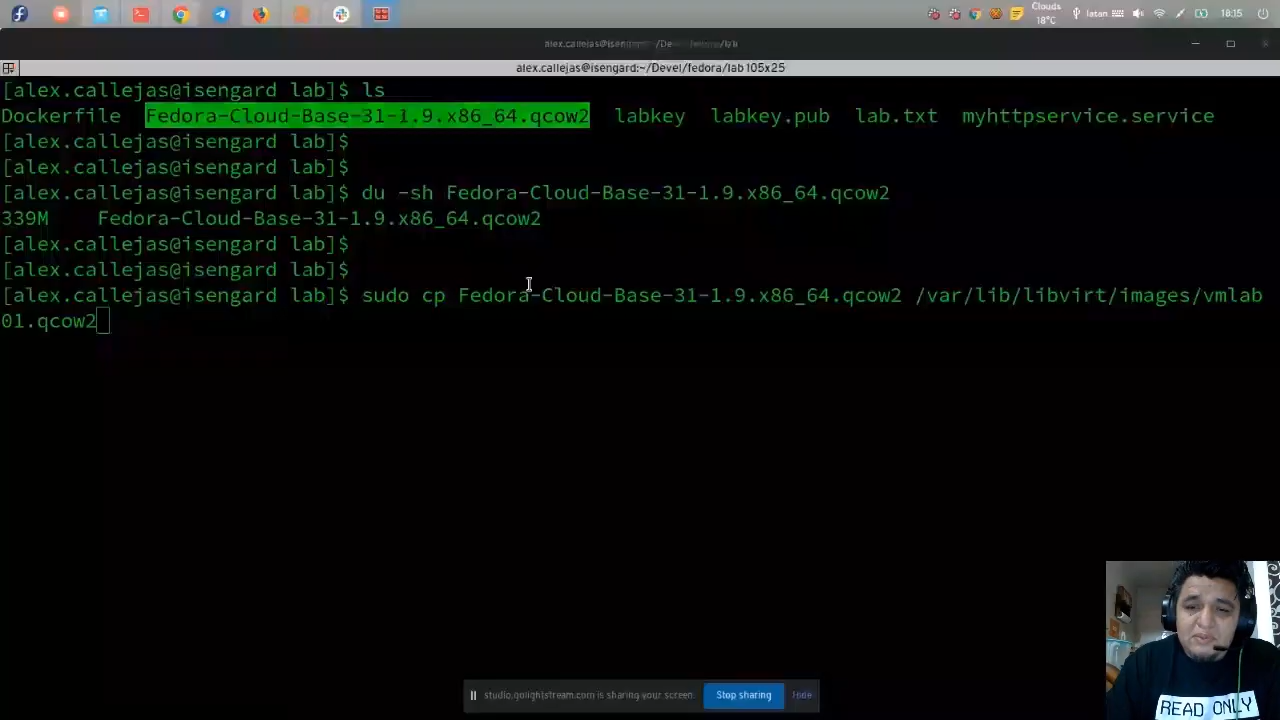 Clouds
18°C
latan
18:15
alex.callejas@isengard:~/Devel/fedora/lab
alex.callejas@isengard:~/Devel/fedora/lab 105x25
[alex.callejas@isengard lab]$ ls
Dockerfile Fedora-Cloud-Base-31-1.9.x86_64.qcow2 labkey labkey.pub lab.txt myhttpservice.service
[alex.callejas@isengard lab]$
[alex.callejas@isengard lab]$
[alex.callejas@isengard lab]$ du -sh Fedora-Cloud-Base-31-1.9.x86_64.qcow2
339M Fedora-Cloud-Base-31-1.9.x86_64.qcow2
[alex.callejas@isengard lab]$
[alex.callejas@isengard lab]$
[alex.callejas@isengard lab]$ sudo cp Fedora-Cloud-Base-31-1.9.x86_64.qcow2 /var/lib/libvirt/images/vmlab
01.qcow2
studio.golightstream.com is sharing your screen.
Stop sharing
Hide
READ ONLY